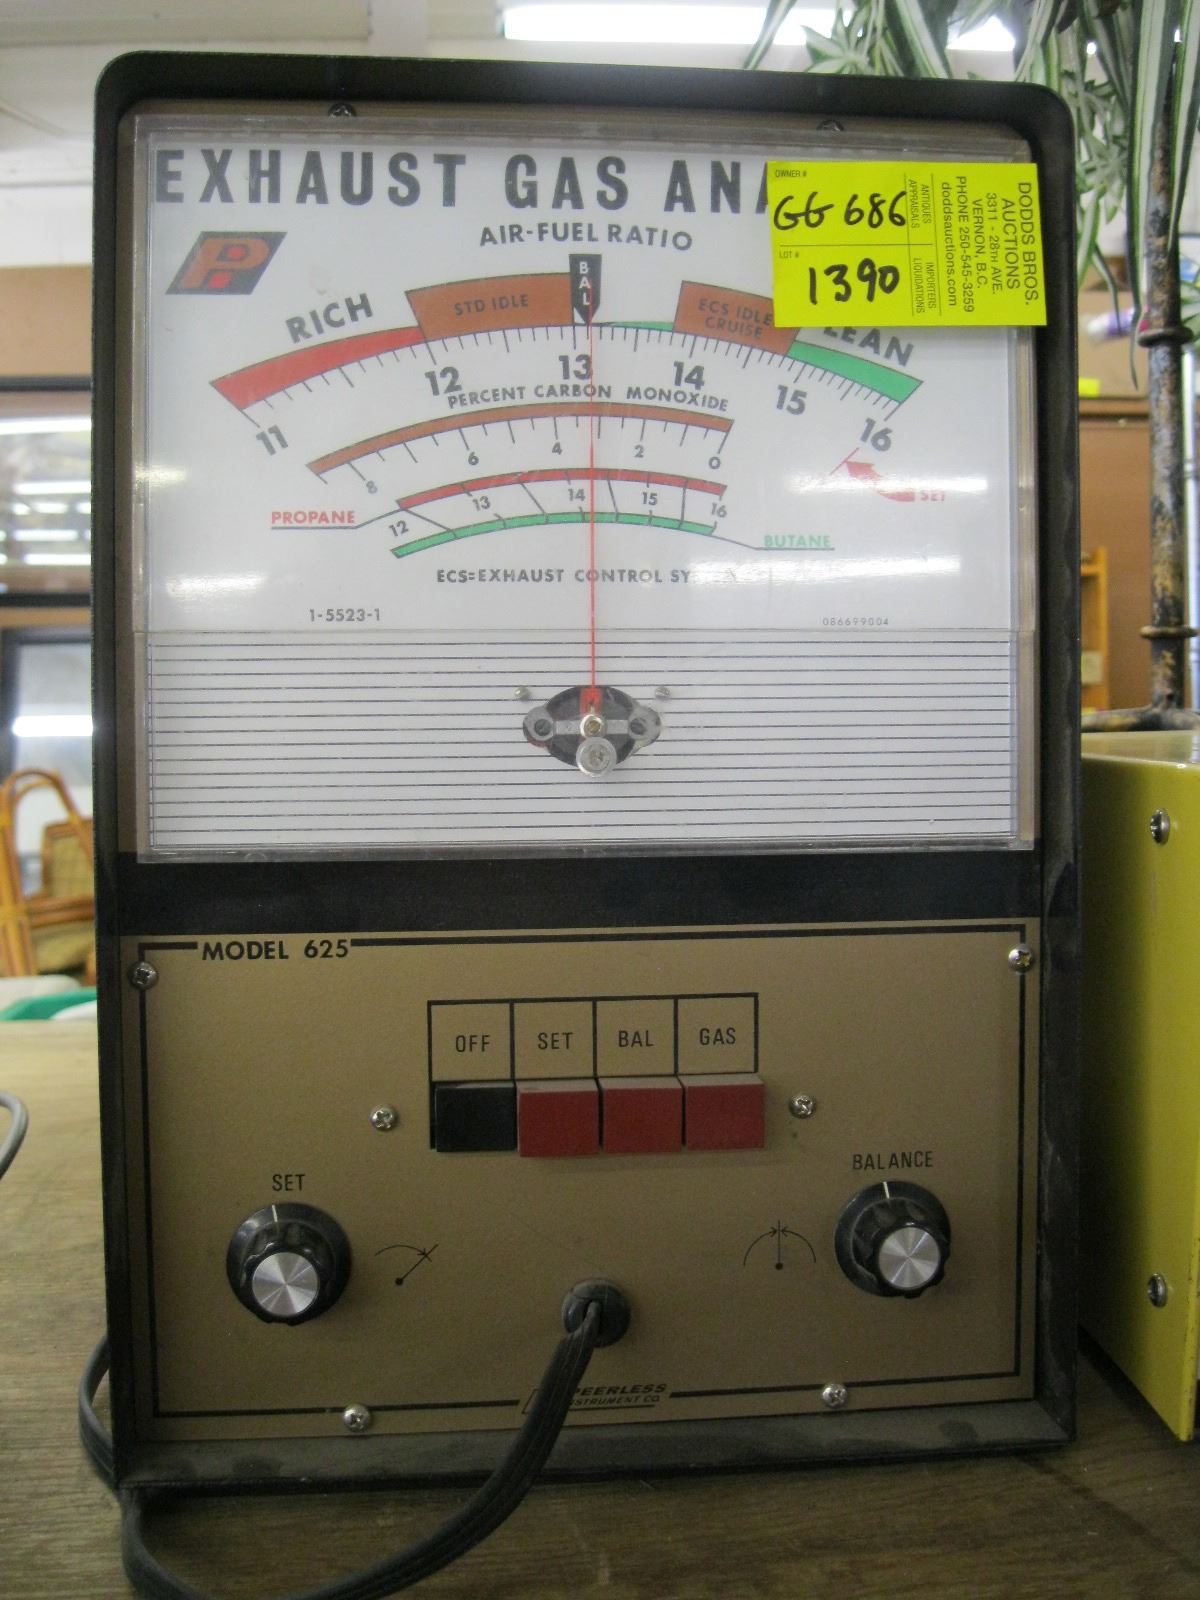 EXHAUST GAS ANA
AIR-FUEL RATIO
P
BAL
RICH
STD IDLE
ECS IDLE
CRUISE
LEAN
11 12 13 14 15 16
PERCENT CARBON MONOXIDE
8 6 4 2 0
SET
PROPANE
12 13 14 15 16
BUTANE
ECS=EXHAUST CONTROL SY
1-5523-1
086699004
OWNER #
GG 686
LOT #
1390
ANTIQUES
APPRAISALS
IMPORTERS
LIQUIDATIONS
DODDS BROS.
AUCTIONS
3311 - 28TH AVE.
VERNON, B.C.
PHONE 250-545-3259
doddsauctions.com
MODEL 625
OFF SET BAL GAS
SET
BALANCE
PEERLESS
INSTRUMENT CO.